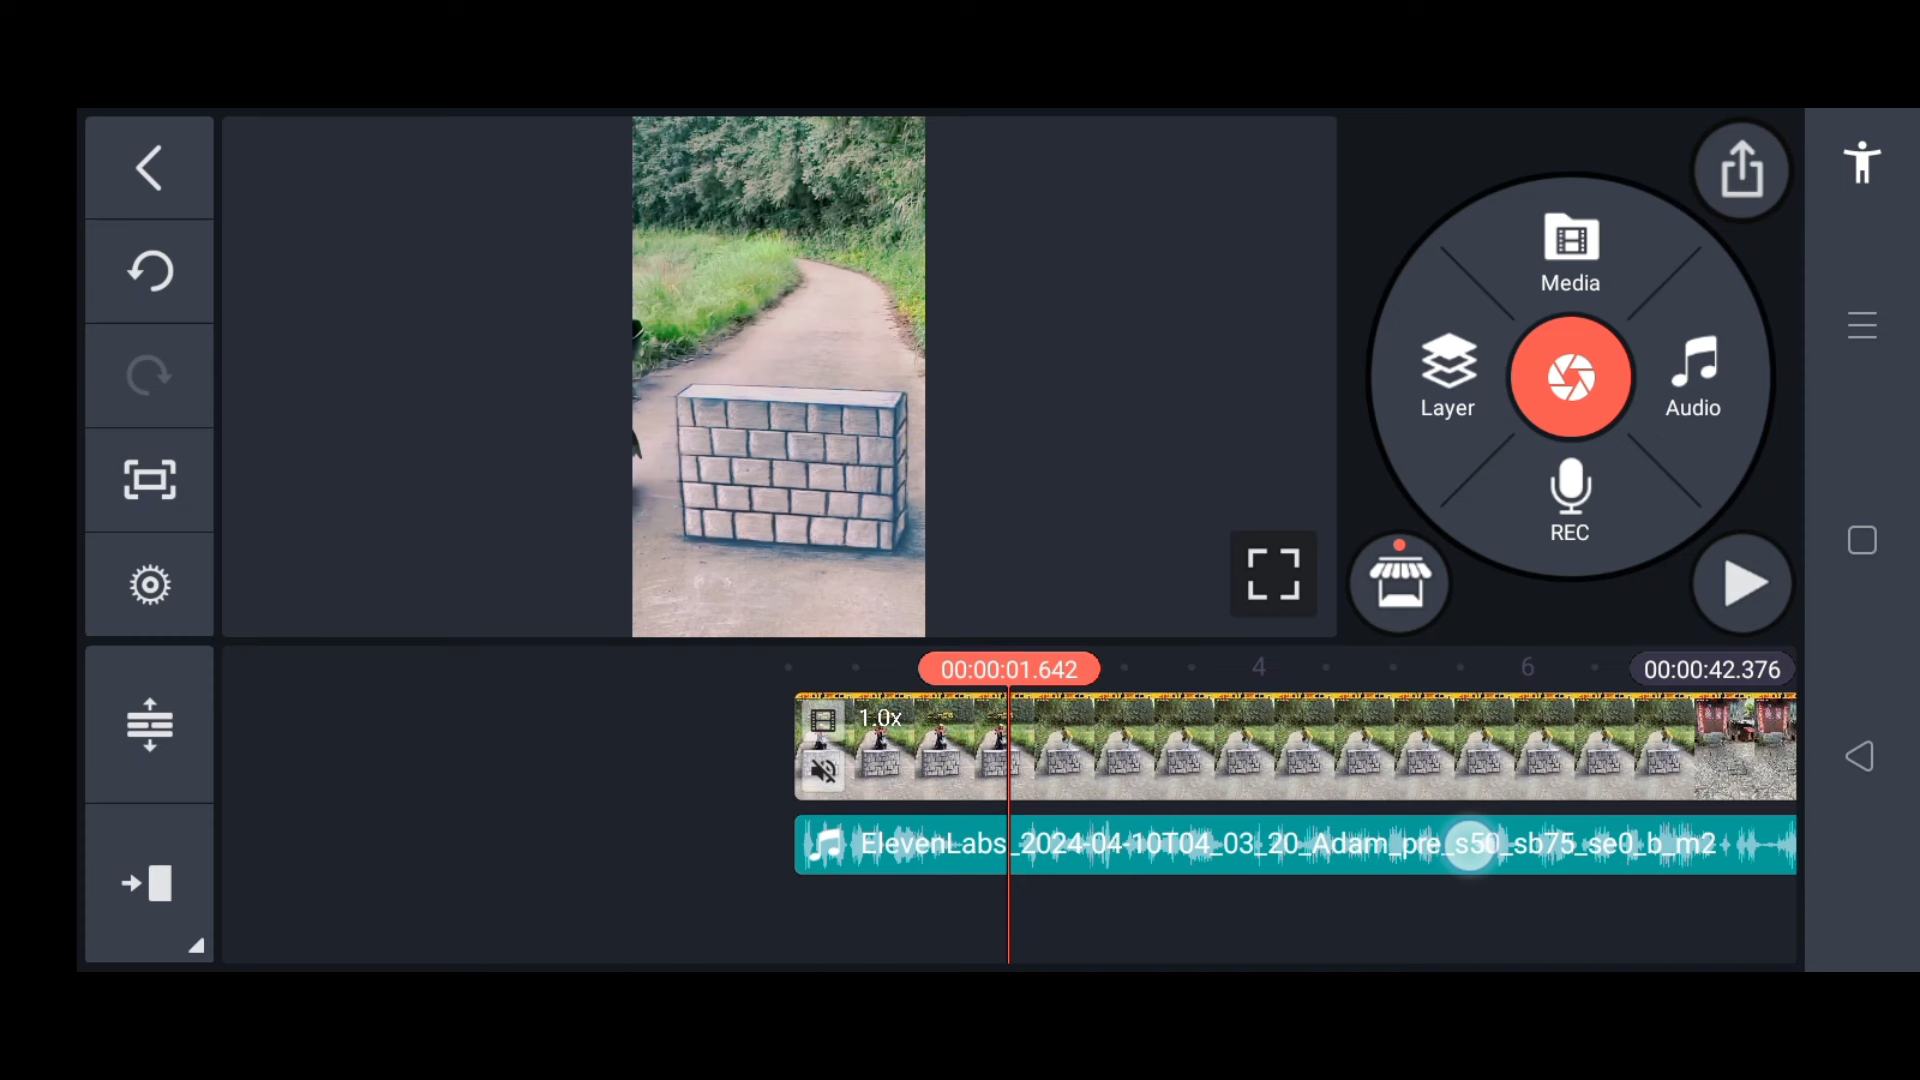 Media
Layer
Audio
REC
00:00:01.642
4
6
00:00:42.376
1.0x
ElevenLabs_2024-04-10T04_03_20_Adam_pre_s50_sb75_se0_b_m2